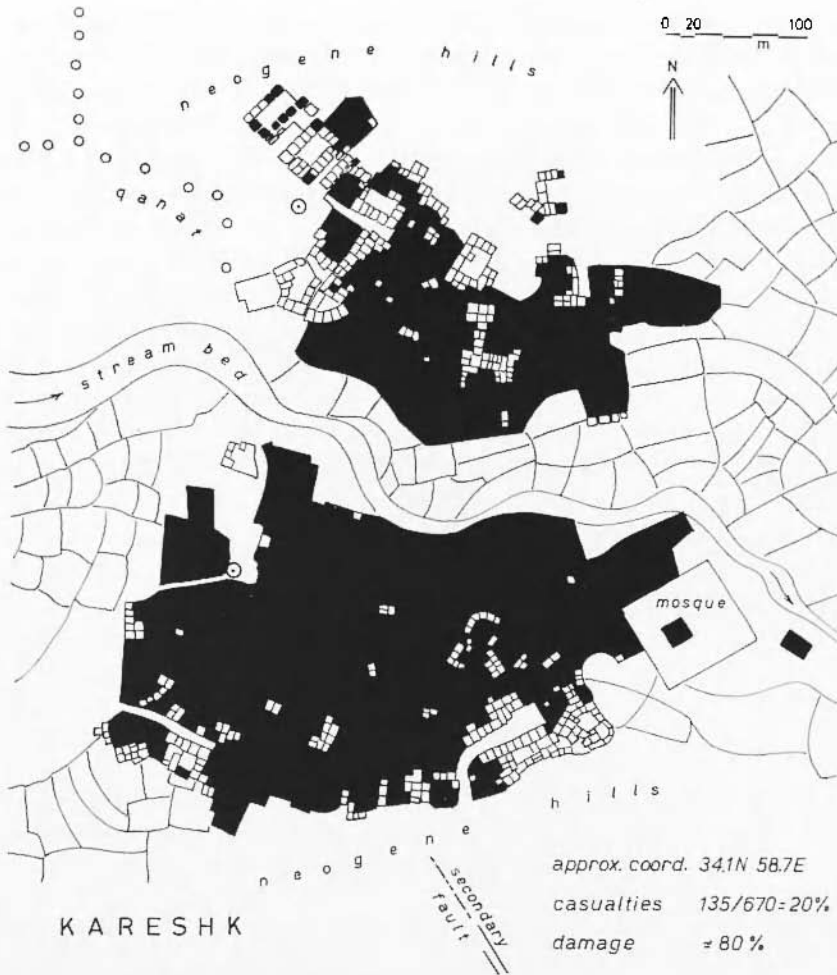 0 20 100
m
neogene hills
N
qanat
stream bed
mosque
neogene hills
secondary
fault
approx. coord. 34.1N 58.7E
casualties 135/670=20%
damage ≠80%
KARESHK